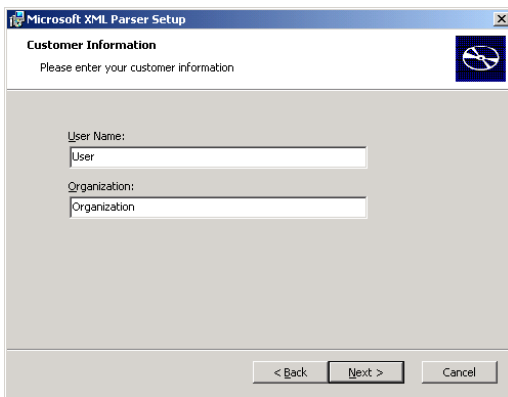 Microsoft XML Parser Setup
Customer Information
Please enter your customer information
User Name:
User
Organization:
Organization
< Back Next > Cancel